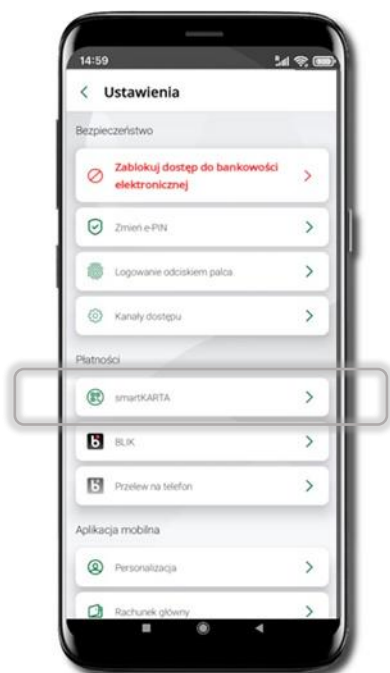 14:59
Ustawienia
Bezpieczeństwo
Zablokuj dostęp do bankowości
elektronicznej
Zmień e-PIN
Logowanie odciskiem palca
Kanały dostępu
Płatności
smartKARTA
BLIK
Przelew na telefon
Aplikacja mobilna
Personalizacja
Rachunek główny